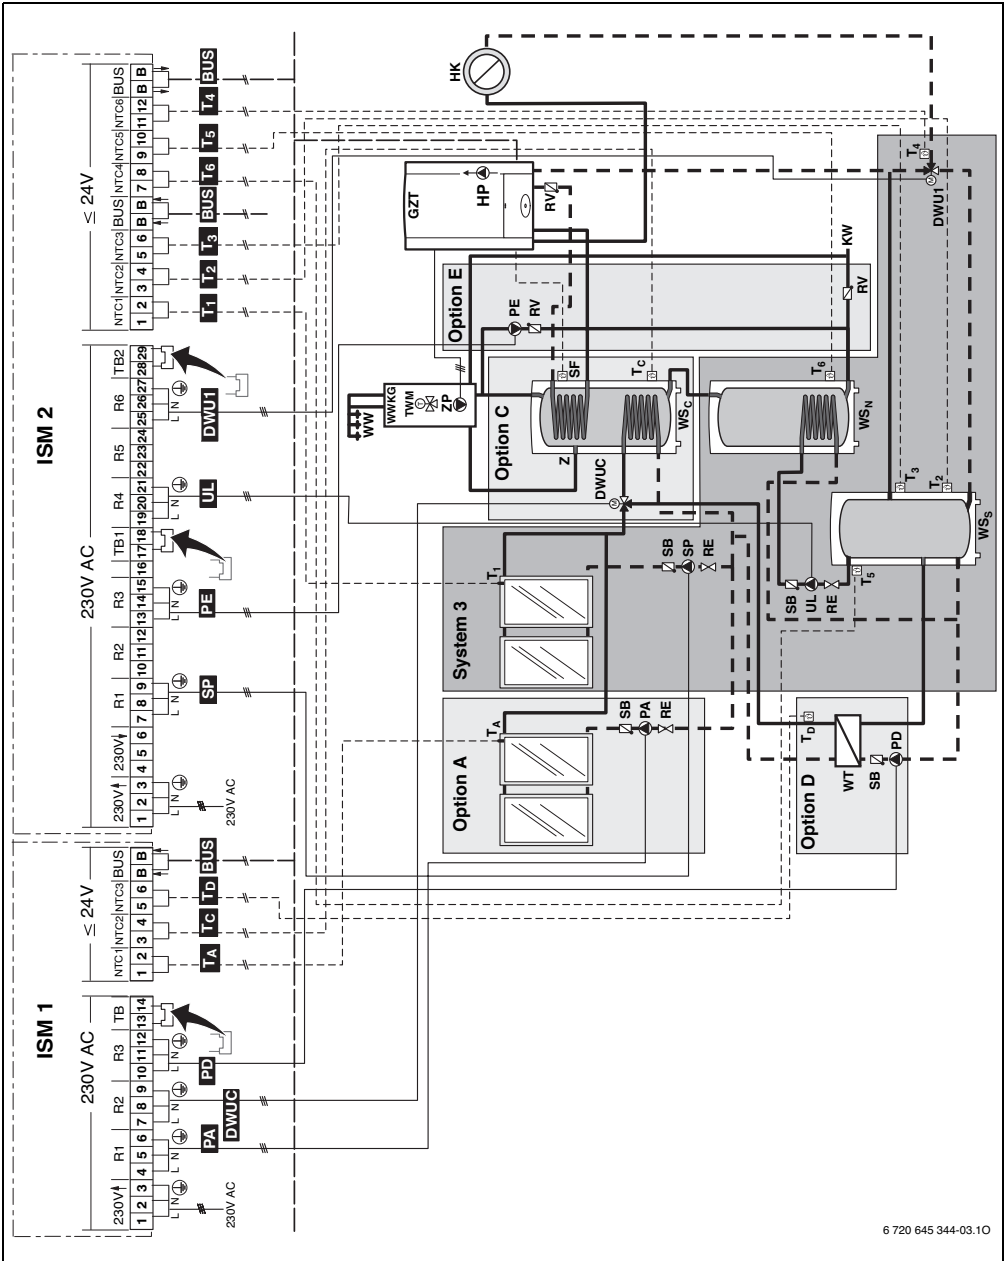 ISM 1
230V AC
230V R1 R2 R3 TB
1 2 3 4 5 6 7 8 9 10 11 12 13 14
L N L N L N L N
230V AC
PA
DWUC
PD
≤ 24V
NTC1 NTC2 NTC3 BUS
1 2 3 4 5 6 B B
TA
TC
TD
BUS
ISM 2
230V AC
230V 230V R1 R2 R3 TB1 R4 R5 R6 TB2
1 2 3 4 5 6 7 8 9 10 11 12 13 14 15 16 17 18 19 20 21 22 23 24 25 26 27 28 29
L N L N L N L N L N
230V AC
SP
PE
UL
DWU1
≤ 24V
NTC1 NTC2 NTC3 BUS NTC4 NTC5 NTC6 BUS
1 2 3 4 5 6 B B 7 8 9 10 11 12 B B
T1
T2
T3
BUS
T6
T5
T4
BUS
HK
GZT
HP
RV
Option E
PE
RV
RV
KW
WW
WWKG
TWM
ZP
Option C
Z
SF
TC
WSC
DWUC
M
T6
WSN
T4
M
DWU1
T3
T2
WSS
T5
SB
UL
RE
System 3
T1
SB
SP
RE
Option A
TA
SB
PA
RE
Option D
TD
WT
SB
PD
6 720 645 344-03.1O